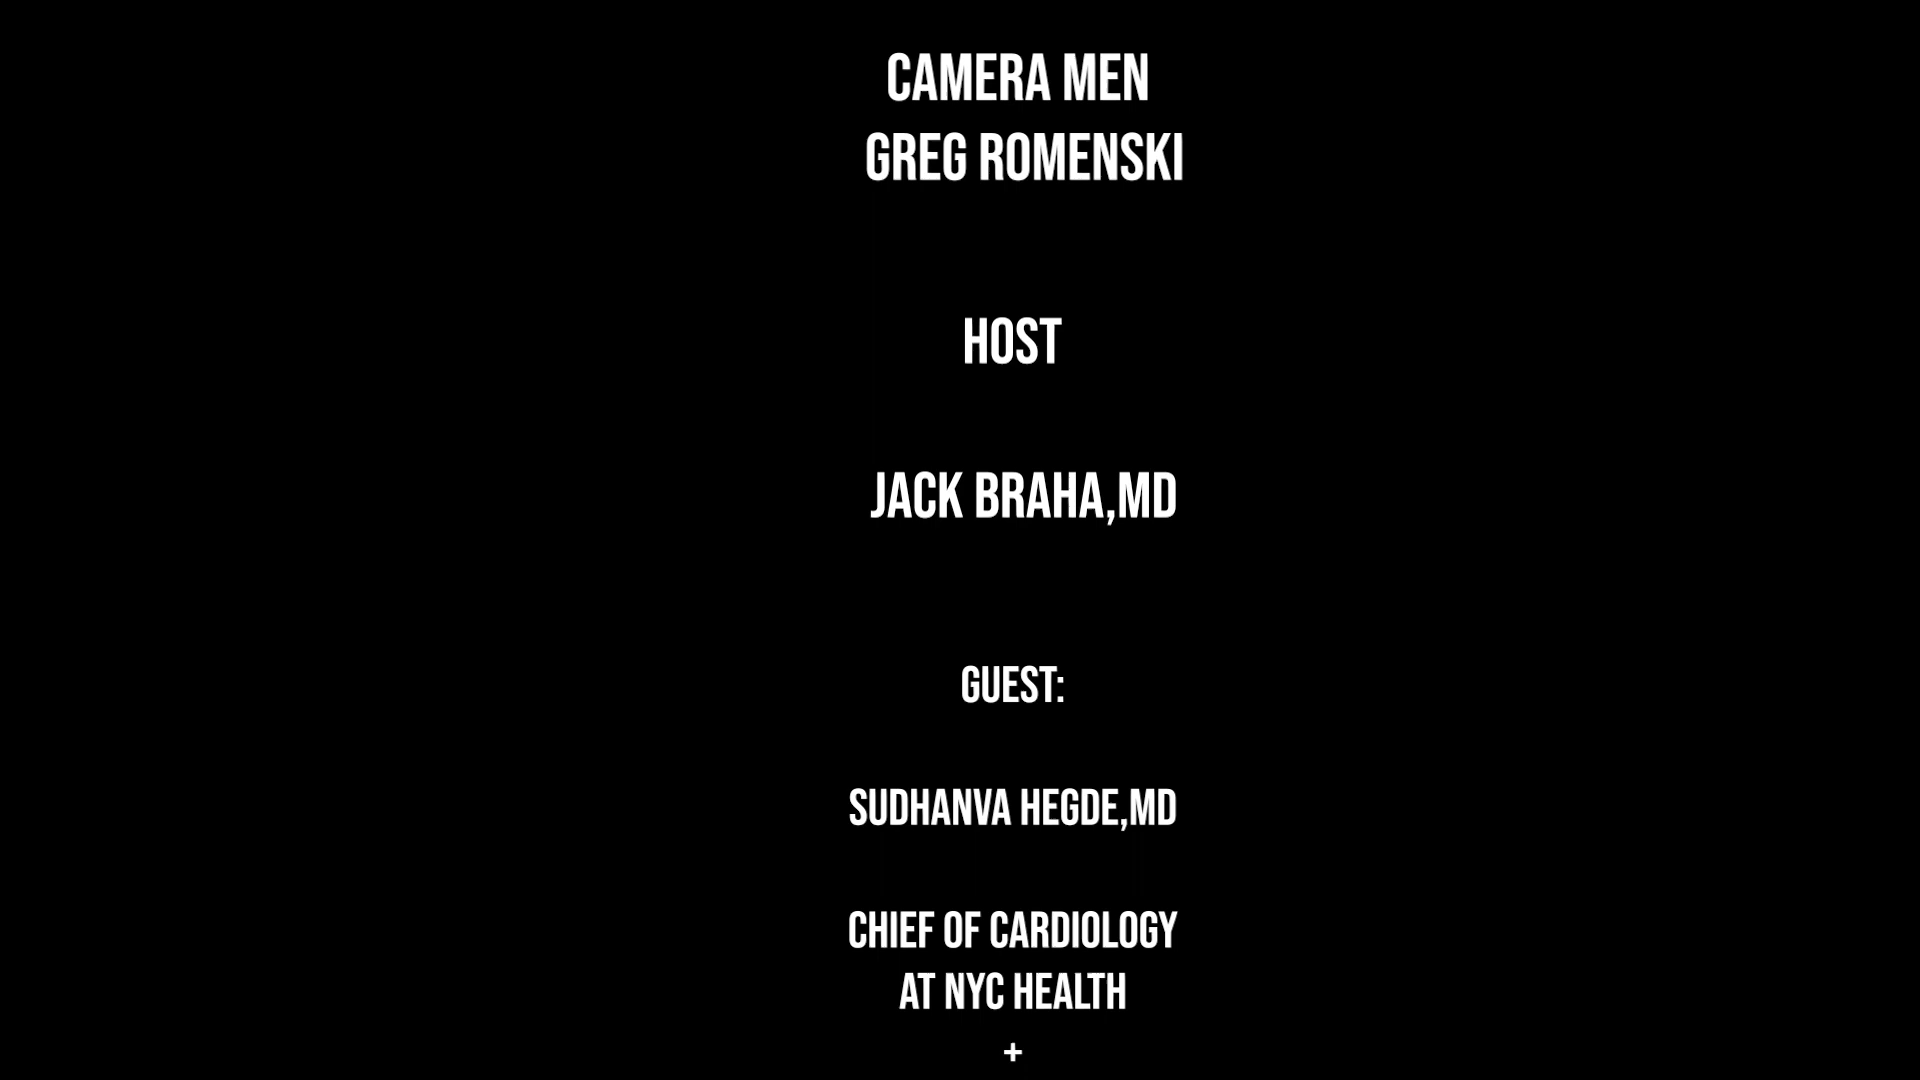 CAMERA MEN
GREG ROMENSKI
HOST
JACK BRAHA,MD
GUEST:
SUDHANVA HEGDE,MD
CHIEF OF CARDIOLOGY
AT NYC HEALTH
+